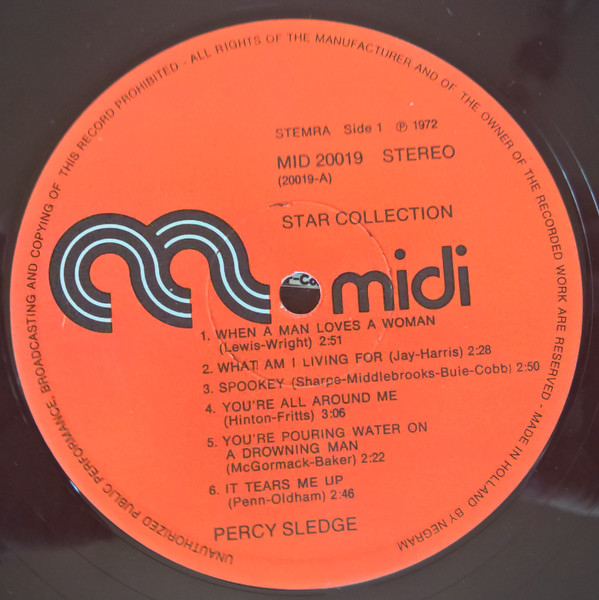 UNAUTHORIZED PUBLIC PERFORMANCE, BROADCASTING AND COPYING OF THIS RECORD PROHIBITED - ALL RIGHTS OF THE MANUFACTURER AND OF THE OWNER OF THE RECORDED WORK ARE RESERVED - MADE IN HOLLAND BY NEGRAM
STEMRA Side 1 ℗ 1972
MID 20019 STEREO
(20019-A)
STAR COLLECTION
midi
1. WHEN A MAN LOVES A WOMAN
(Lewis-Wright) 2:51
2. WHAT AM I LIVING FOR (Jay-Harris) 2:28
3. SPOOKEY (Sharpe-Middlebrooks-Buie-Cobb) 2:50
4. YOU'RE ALL AROUND ME
(Hinton-Fritts) 3:06
5. YOU'RE POURING WATER ON
A DROWNING MAN
(McGormack-Baker) 2:22
6. IT TEARS ME UP
(Penn-Oldham) 2:46
PERCY SLEDGE